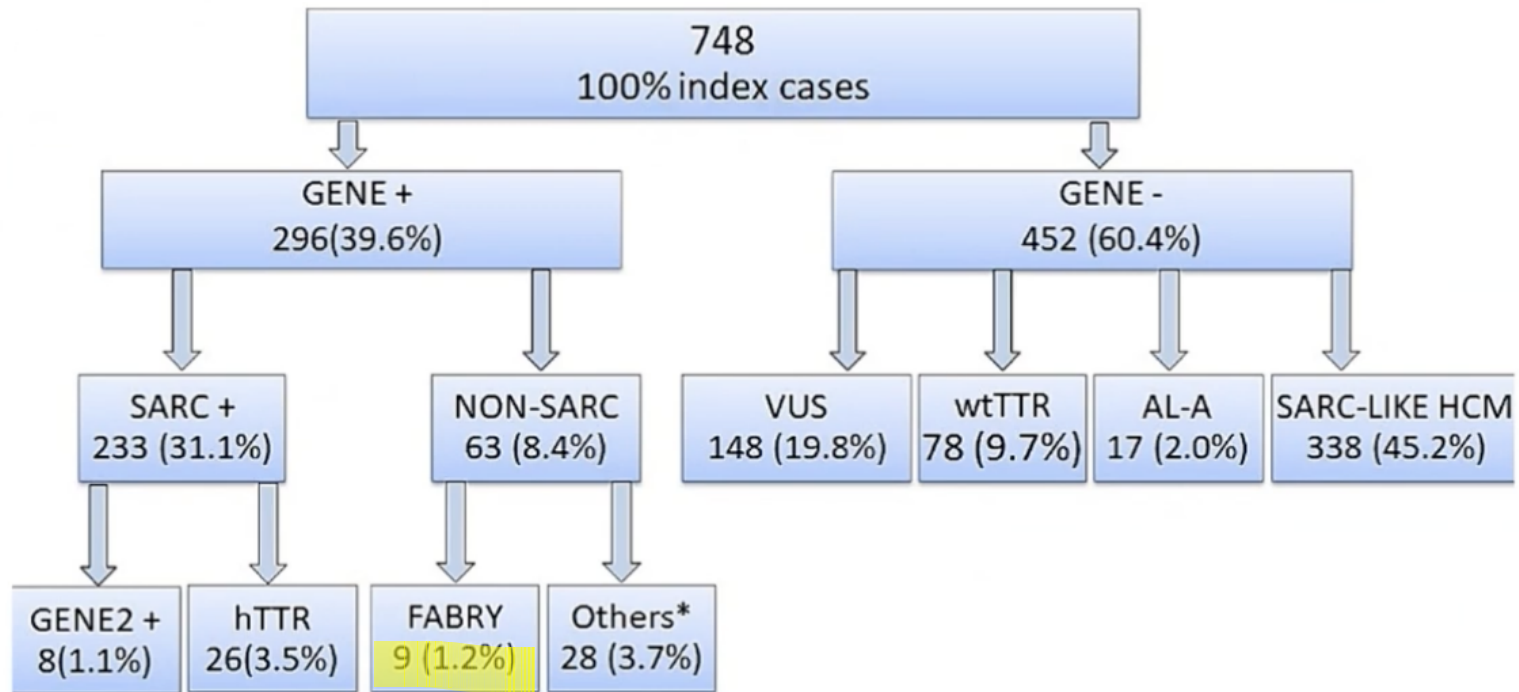 748
100% index cases
GENE +
296(39.6%)
GENE -
452 (60.4%)
SARC +
233 (31.1%)
NON-SARC
63 (8.4%)
VUS
148 (19.8%)
wtTTR
78 (9.7%)
AL-A
17 (2.0%)
SARC-LIKE HCM
338 (45.2%)
GENE2 +
8(1.1%)
hTTR
26(3.5%)
FABRY
9 (1.2%)
Others*
28 (3.7%)